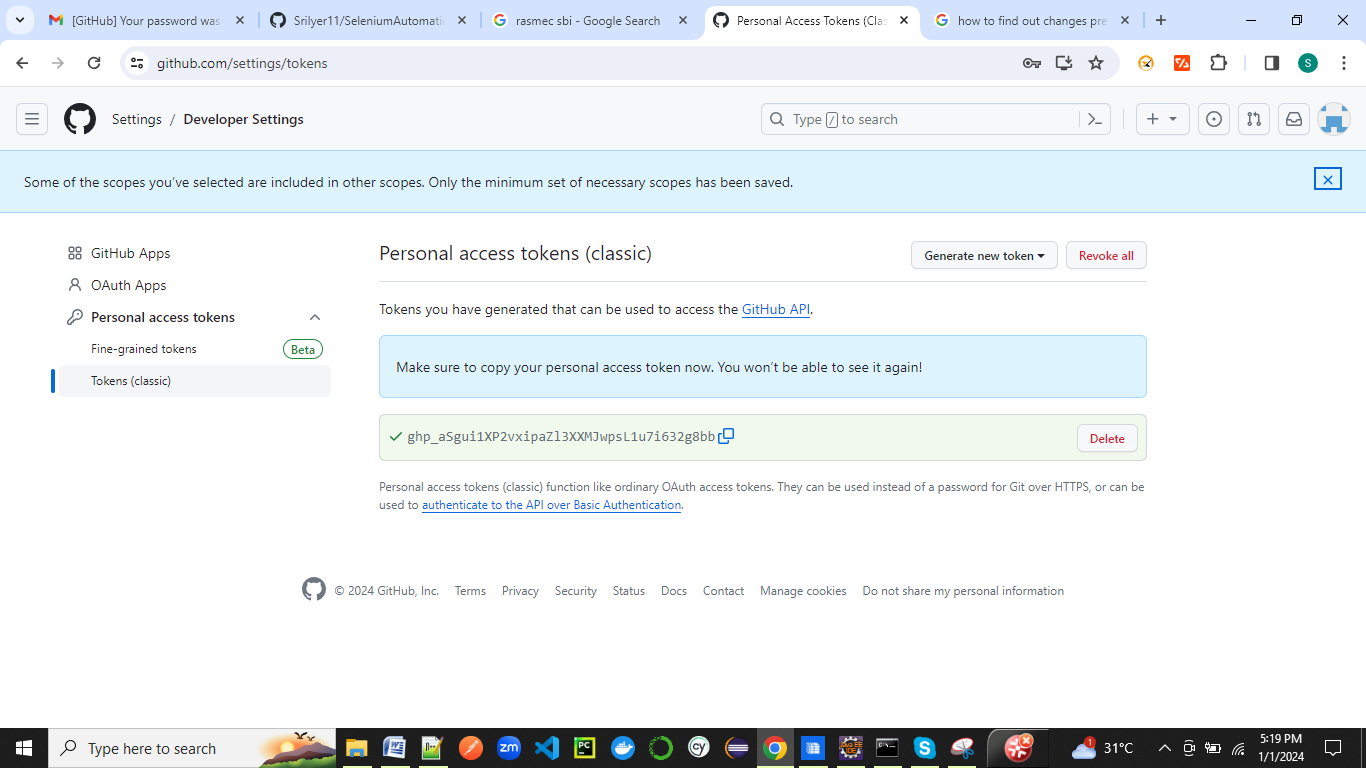 [GitHub] Your password was
Srilyer11/SeleniumAutomatic
rasmec sbi - Google Search
Personal Access Tokens (Clas
how to find out changes pre
github.com/settings/tokens
S
Settings / Developer Settings
Type / to search
Some of the scopes you’ve selected are included in other scopes. Only the minimum set of necessary scopes has been saved.
GitHub Apps
OAuth Apps
Personal access tokens
Fine-grained tokens Beta
Tokens (classic)
Personal access tokens (classic)
Generate new token
Revoke all
Tokens you have generated that can be used to access the GitHub API.
Make sure to copy your personal access token now. You won’t be able to see it again!
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
Delete
Personal access tokens (classic) function like ordinary OAuth access tokens. They can be used instead of a password for Git over HTTPS, or can be
used to authenticate to the API over Basic Authentication.
© 2024 GitHub, Inc. Terms Privacy Security Status Docs Contact Manage cookies Do not share my personal information
Type here to search
zm
PC
cy
31°C
5:19 PM
1/1/2024